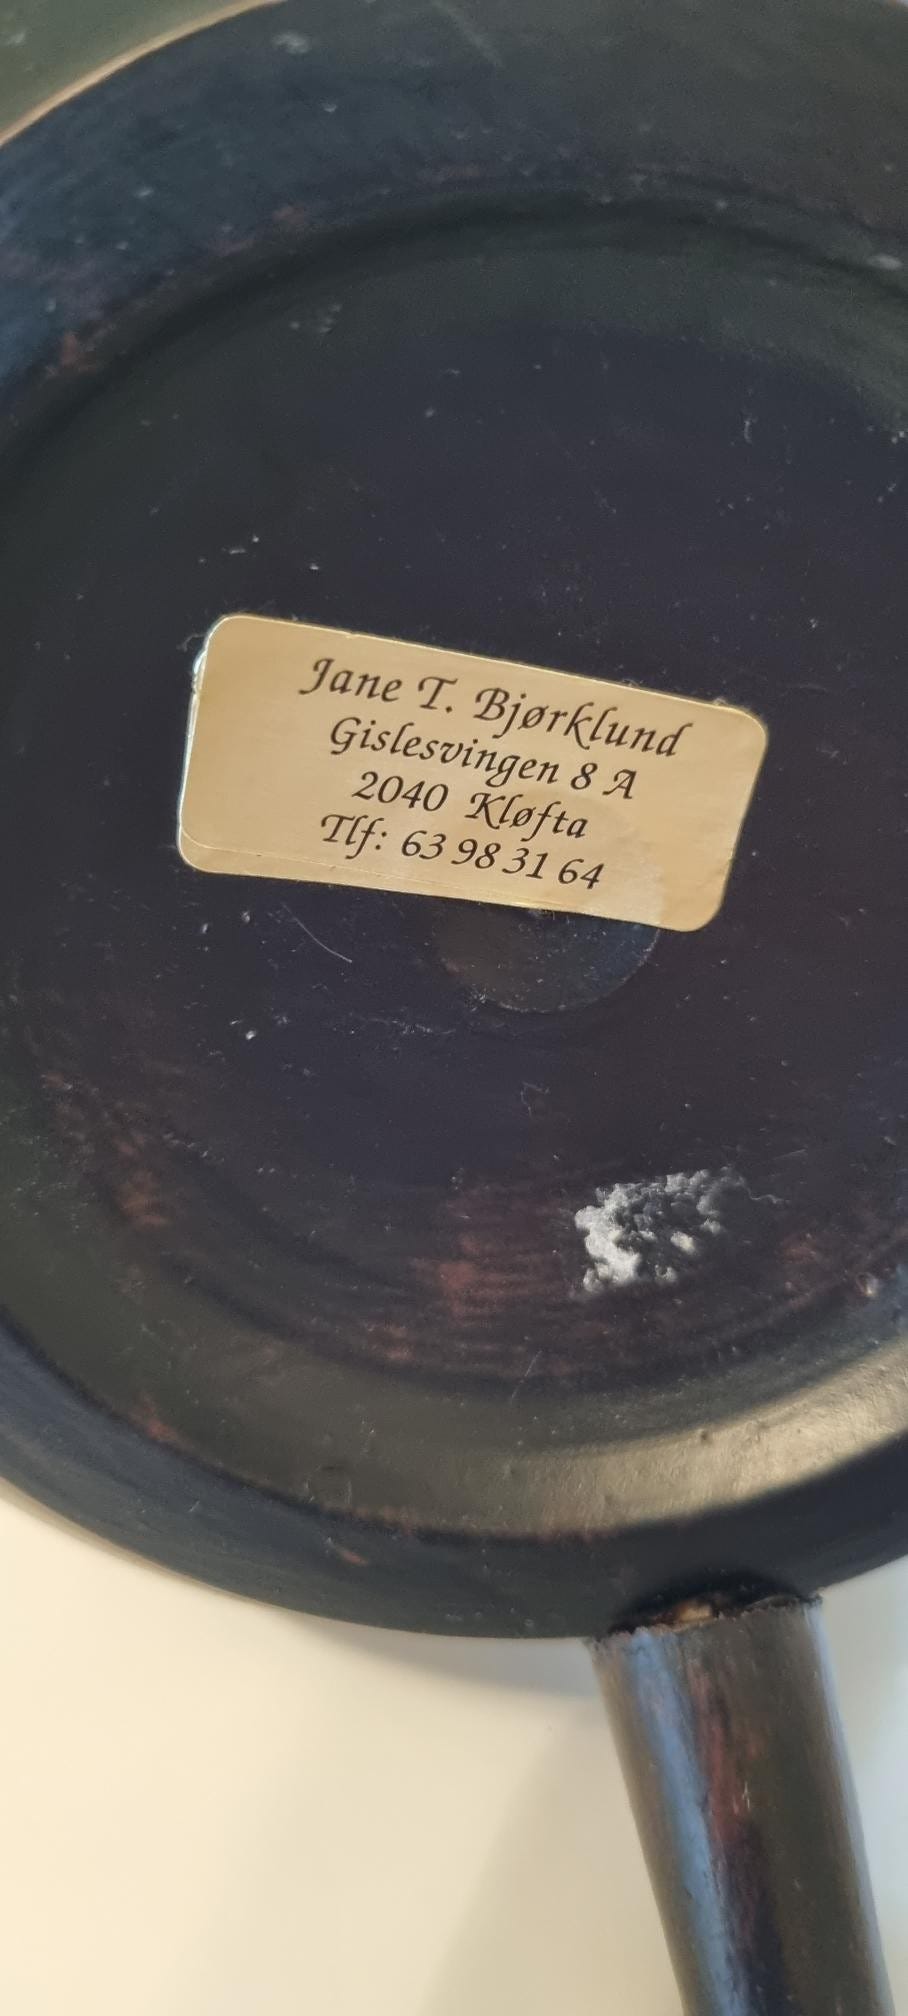 Jane T. Bjørklund
Gislesvingen 8 A
2040 Kløfta
Tlf: 63 98 31 64